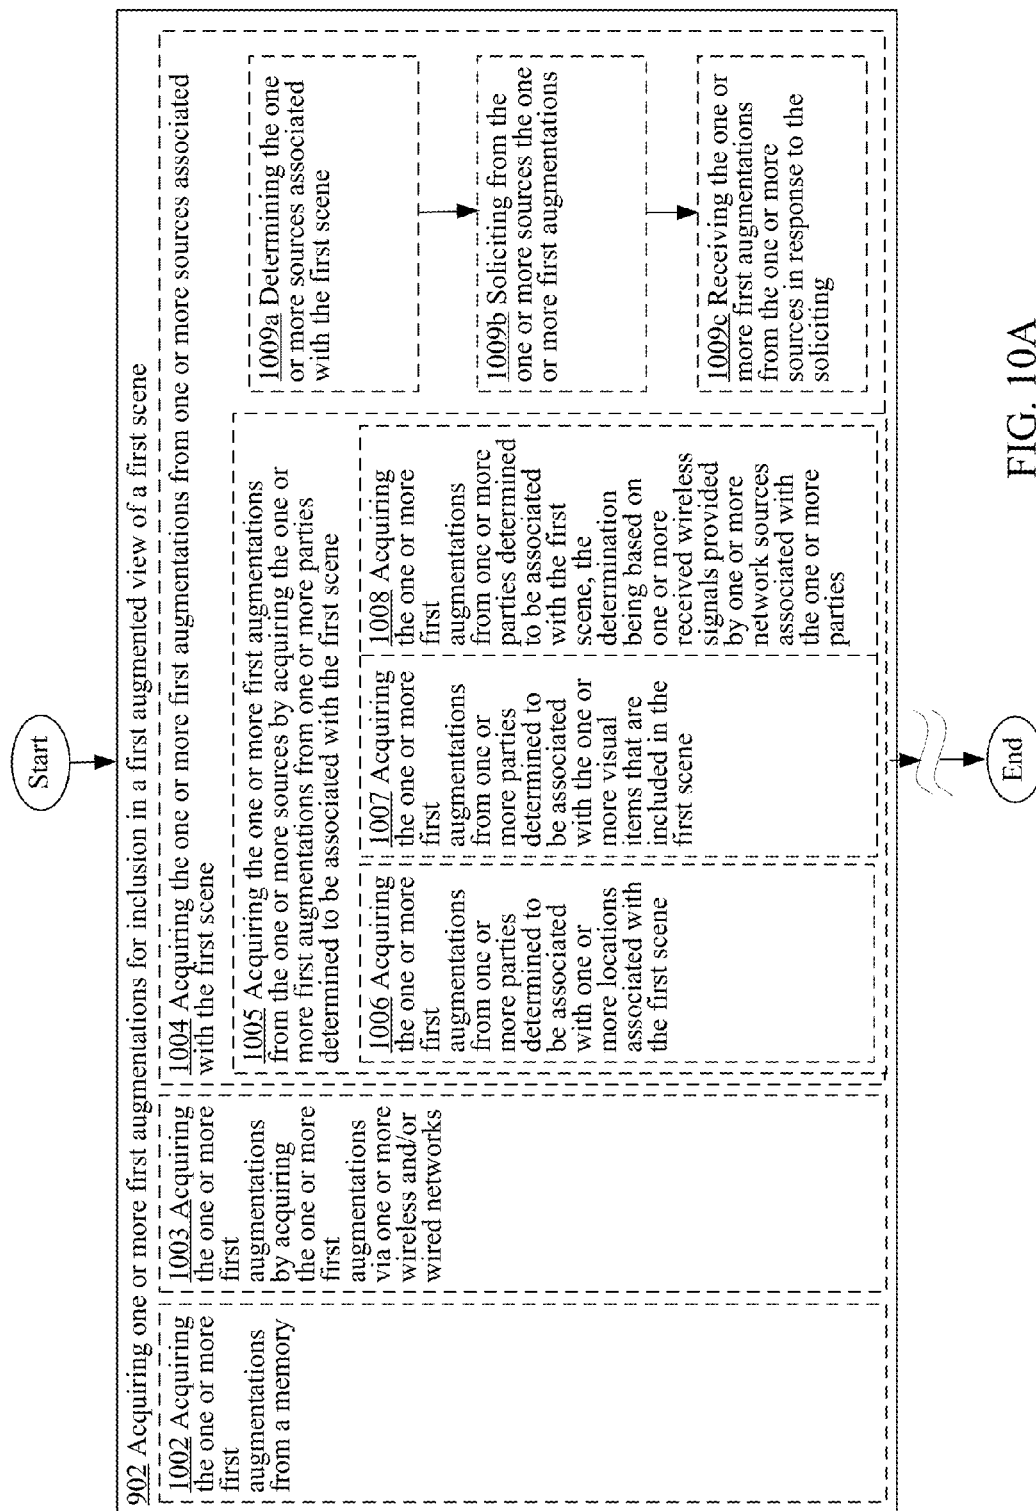 Start
902 Acquiring one or more first augmentations for inclusion in a first augmented view of a first scene
1002 Acquiring
the one or more
first
augmentations
from a memory
1003 Acquiring
the one or more
first
augmentations
by acquiring
the one or more
first
augmentations
via one or more
wireless and/or
wired networks
1004 Acquiring the one or more first augmentations from one or more sources associated
with the first scene
1005 Acquiring the one or more first augmentations
from the one or more sources by acquiring the one or
more first augmentations from one or more parties
determined to be associated with the first scene
1006 Acquiring
the one or more
first
augmentations
from one or
more parties
determined to
be associated
with one or
more locations
associated with
the first scene
1007 Acquiring
the one or more
first
augmentations
from one or
more parties
determined to
be associated
with the one or
more visual
items that are
included in the
first scene
1008 Acquiring
the one or more
first
augmentations
from one or more
parties determined
to be associated
with the first
scene, the
determination
being based on
one or more
received wireless
signals provided
by one or more
network sources
associated with
the one or more
parties
1009a Determining the one
or more sources associated
with the first scene
1009b Soliciting from the
one or more sources the one
or more first augmentations
1009c Receiving the one or
more first augmentations
from the one or more
sources in response to the
soliciting
End
FIG. 10A